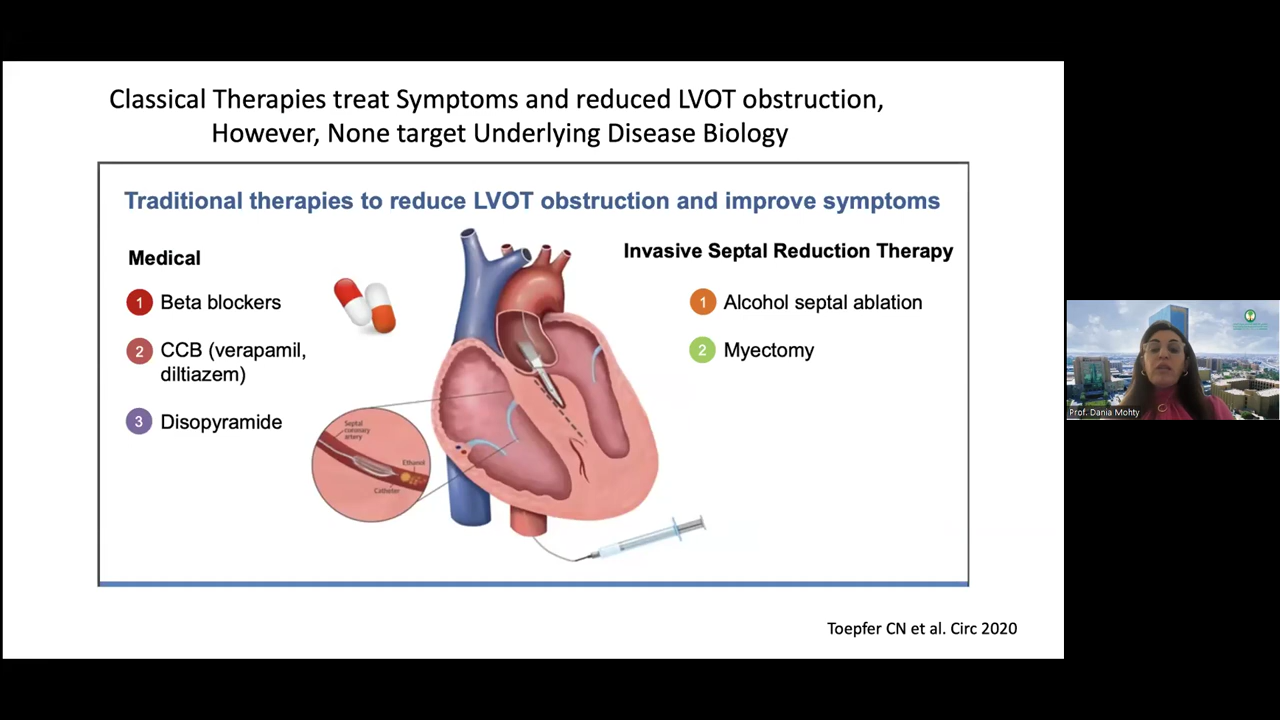 Classical Therapies treat Symptoms and reduced LVOT obstruction,
However, None target Underlying Disease Biology
Traditional therapies to reduce LVOT obstruction and improve symptoms
Medical
1 Beta blockers
2 CCB (verapamil,
diltiazem)
3 Disopyramide
Invasive Septal Reduction Therapy
1 Alcohol septal ablation
2 Myectomy
Septal
coronary
artery
Ethanol
Catheter
Toepfer CN et al. Circ 2020
Prof. Dania Mohty